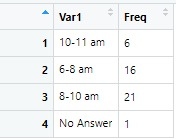 Var1 Freq
1 10-11 am 6
2 6-8 am 16
3 8-10 am 21
4 No Answer 1